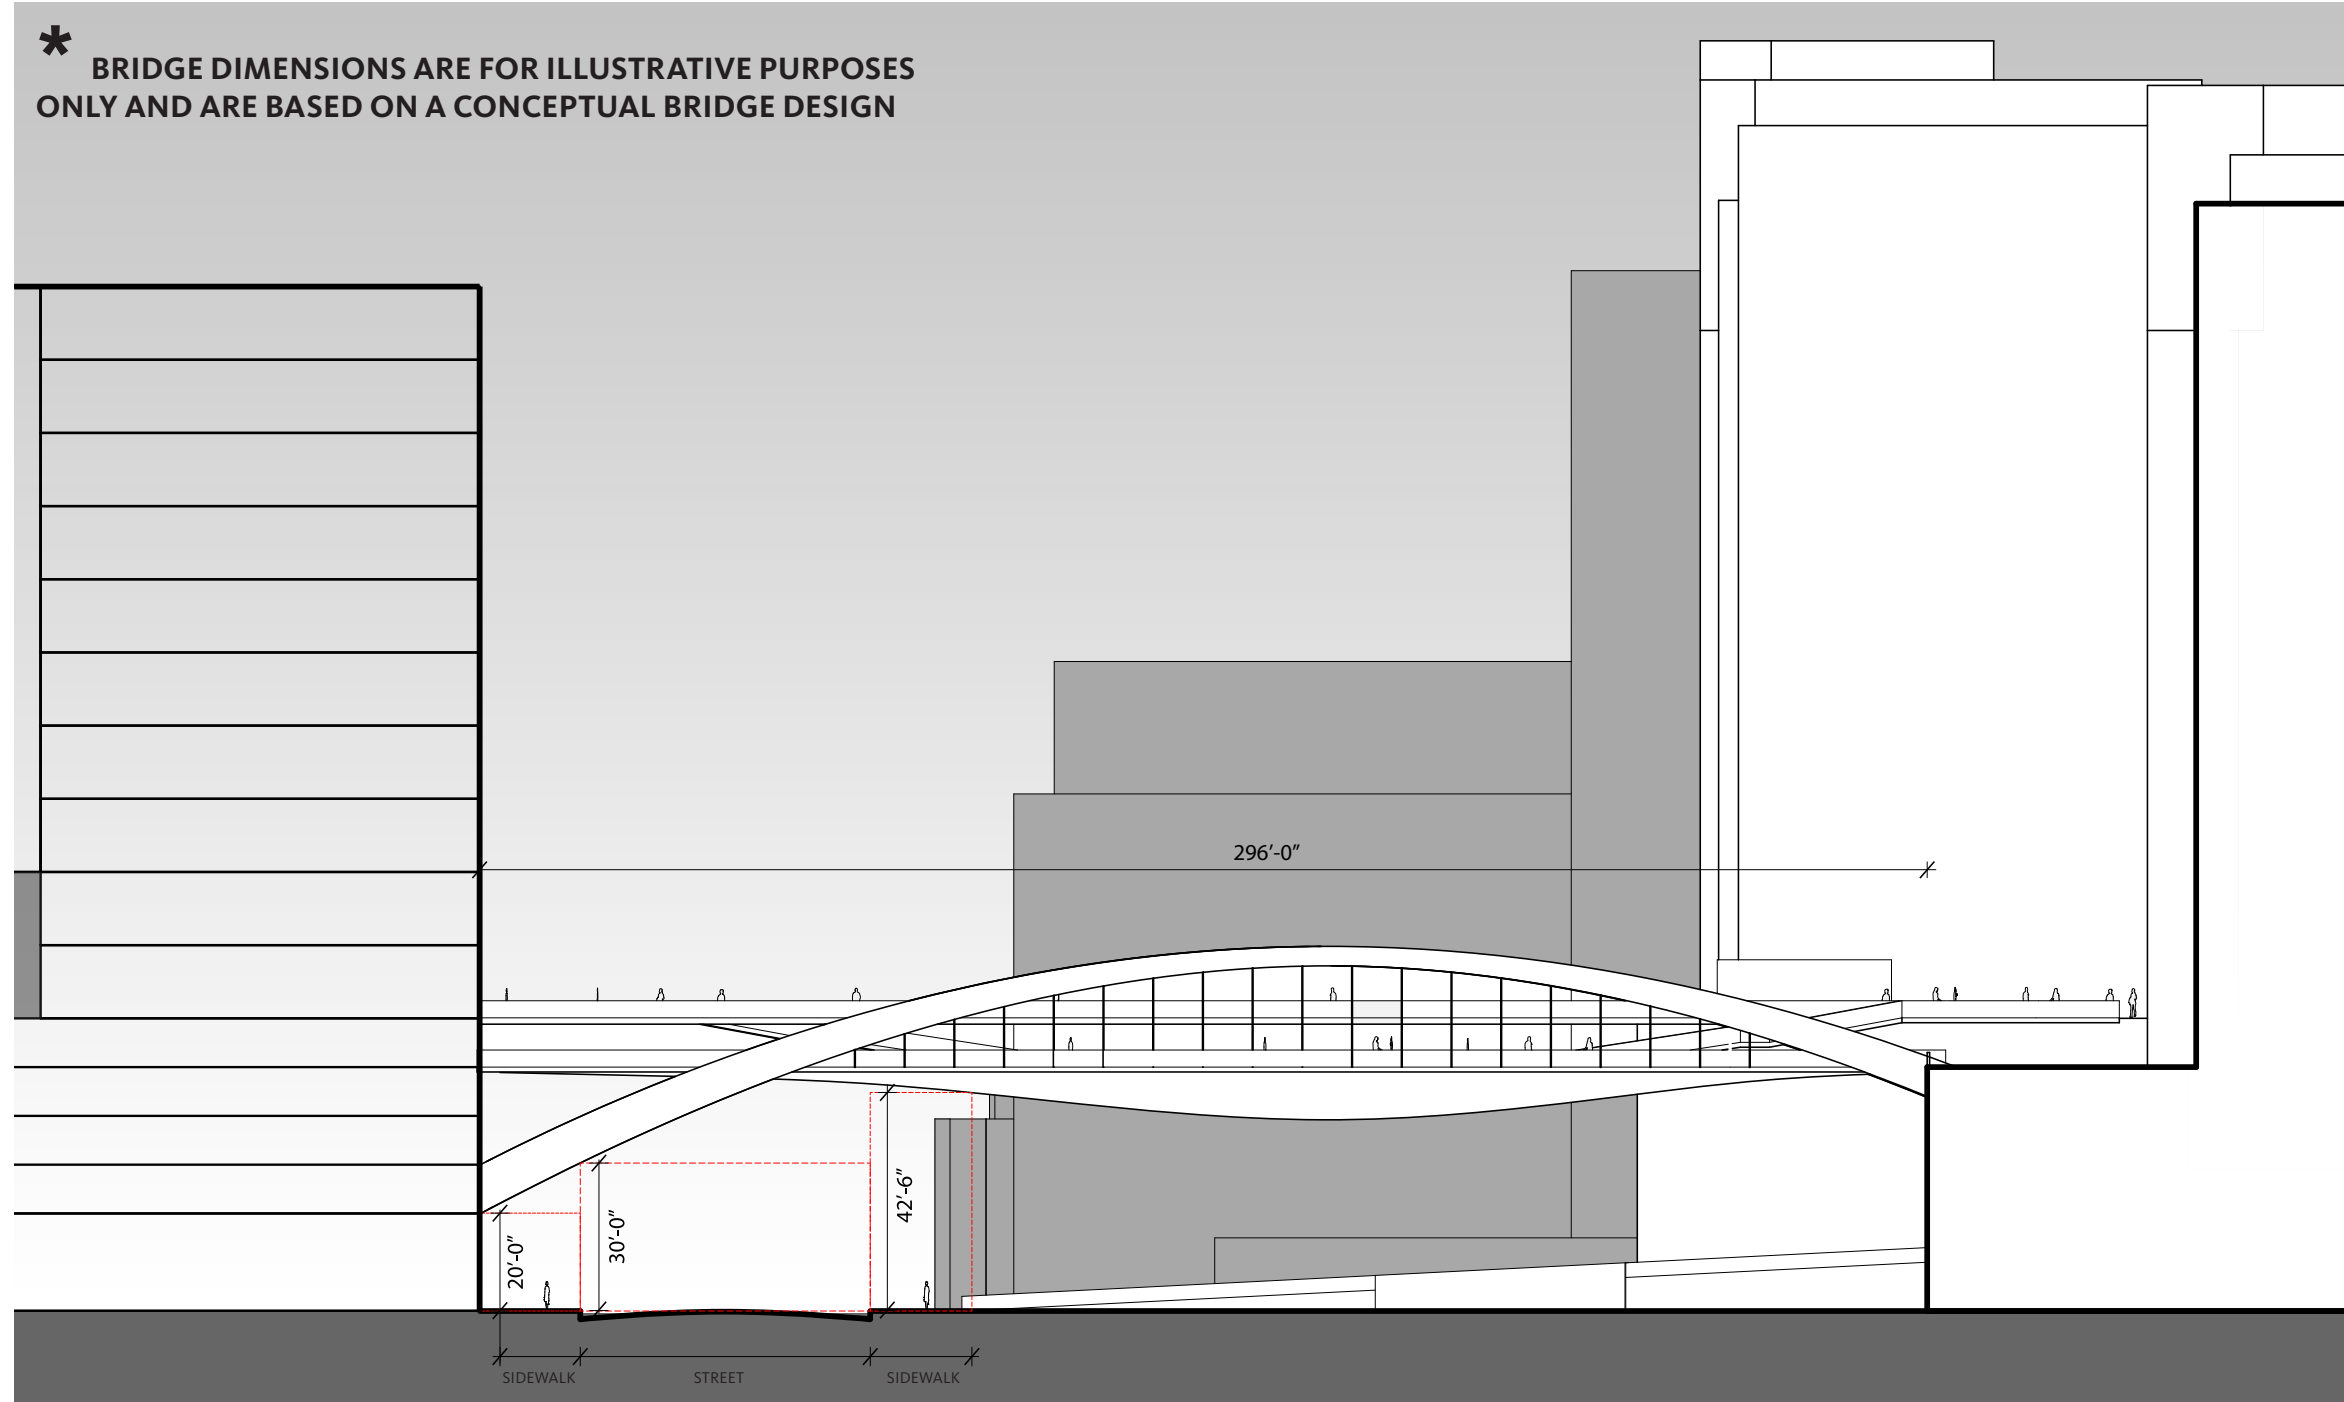 * BRIDGE DIMENSIONS ARE FOR ILLUSTRATIVE PURPOSES
ONLY AND ARE BASED ON A CONCEPTUAL BRIDGE DESIGN
296’-0”
42’-6”
30’-0”
20’-0”
SIDEWALK STREET SIDEWALK